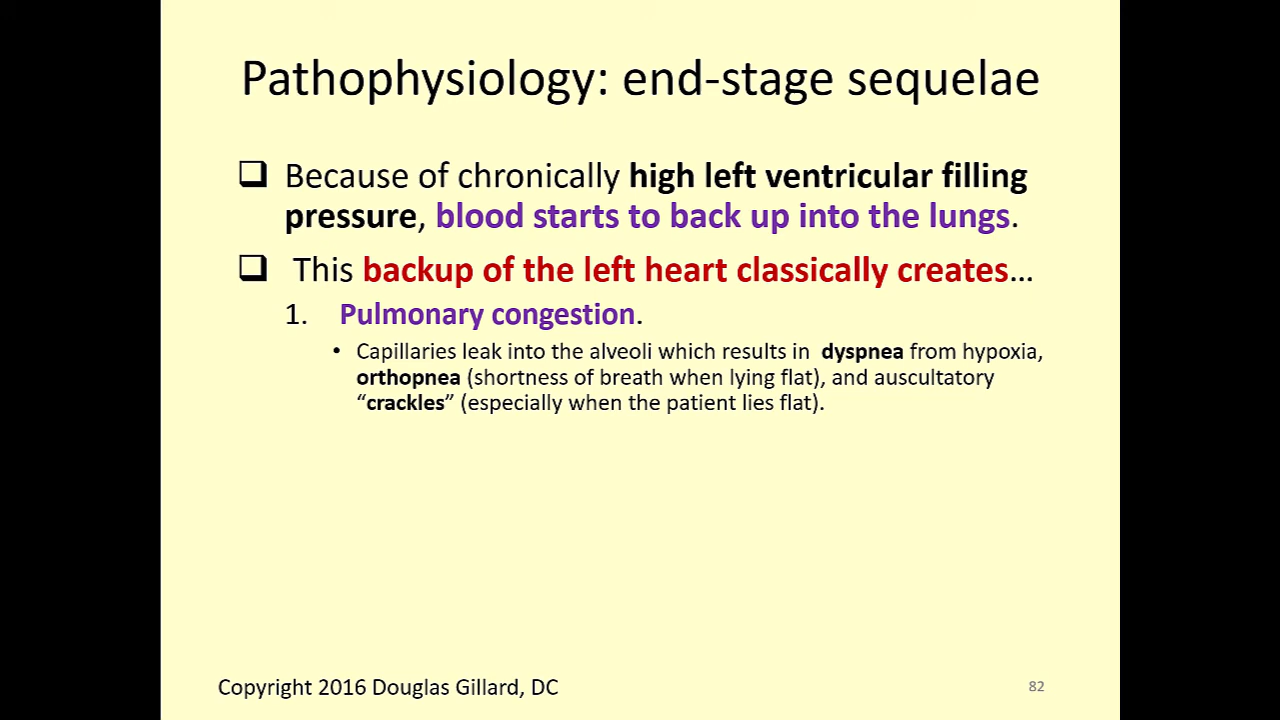 Pathophysiology: end-stage sequelae
❑ Because of chronically high left ventricular filling
pressure, blood starts to back up into the lungs.
❑ This backup of the left heart classically creates…
1. Pulmonary congestion.
• Capillaries leak into the alveoli which results in dyspnea from hypoxia,
orthopnea (shortness of breath when lying flat), and auscultatory
“crackles” (especially when the patient lies flat).
Copyright 2016 Douglas Gillard, DC
82